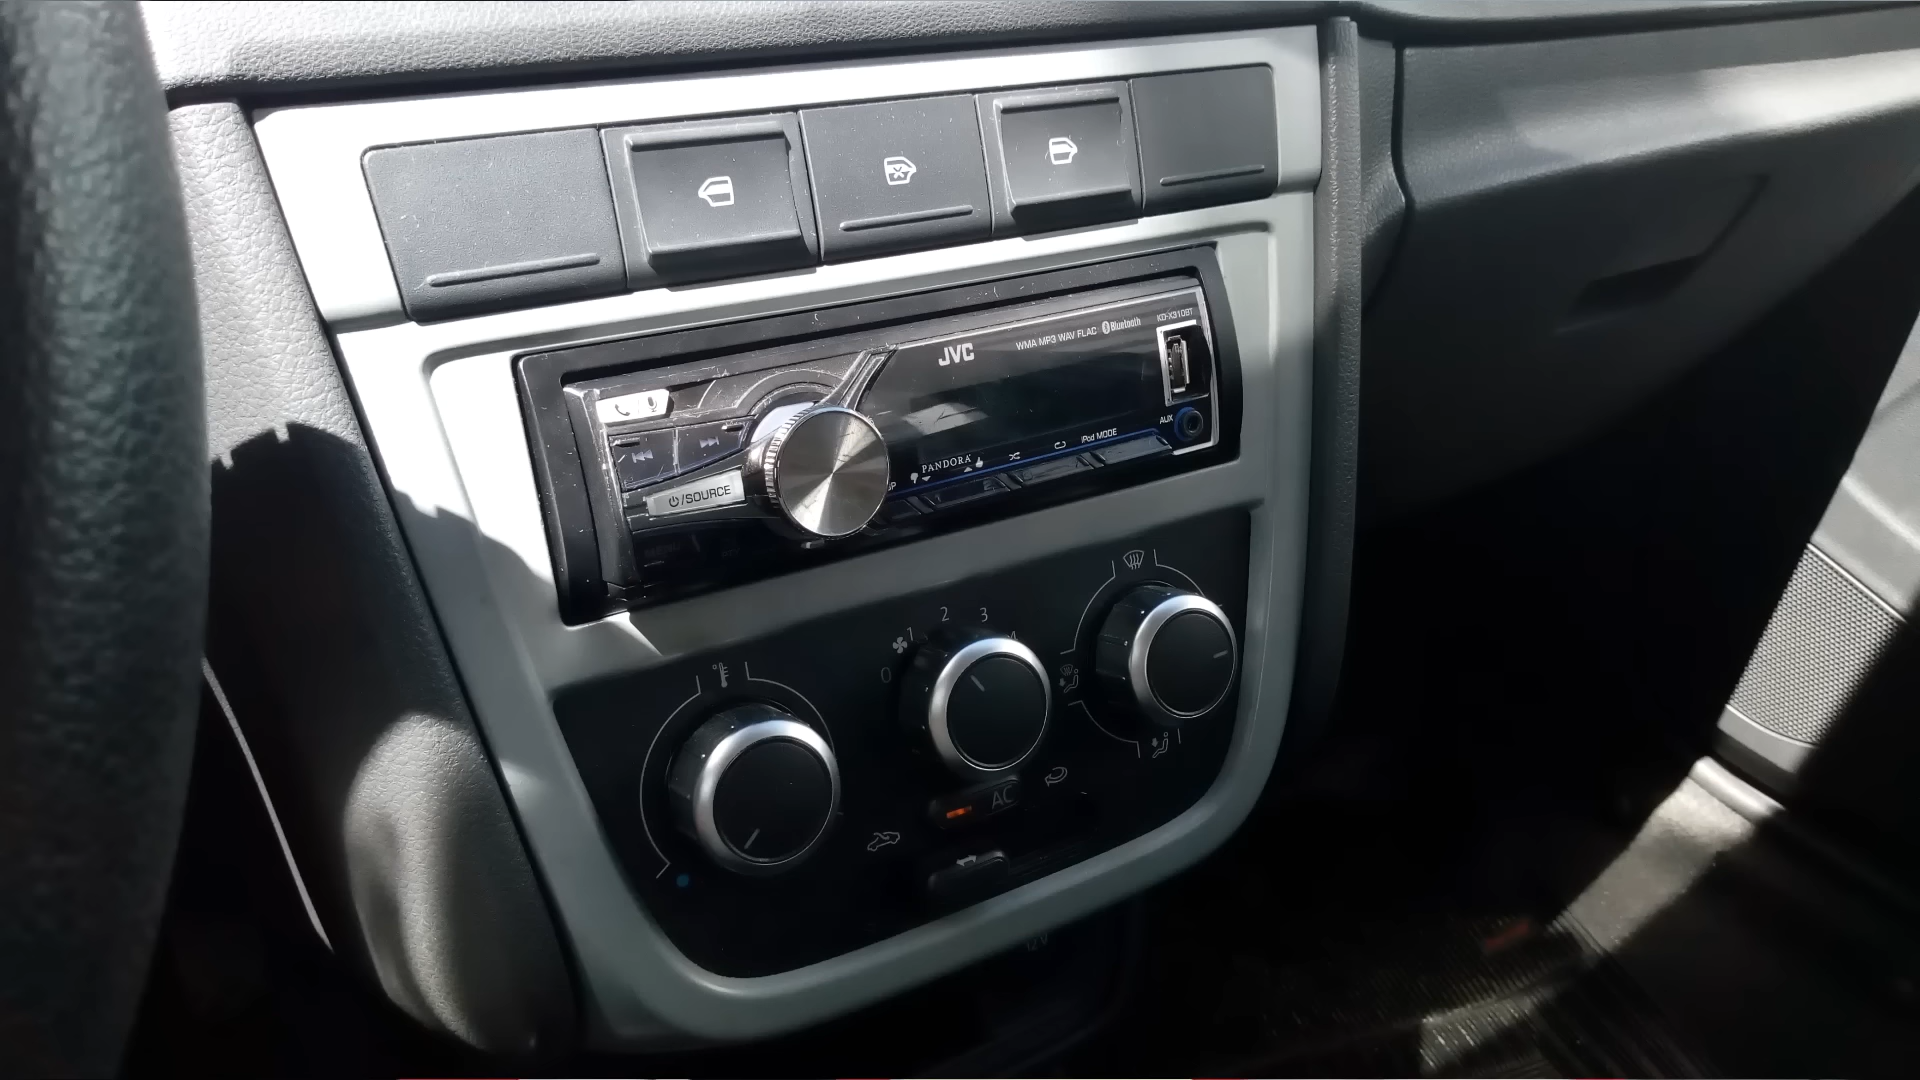 JVC
WMA MP3 WAV FLAC Bluetooth
KD-X310BT
AUX
iPod MODE
PANDORA
/SOURCE
0 1 2 3 4
AC
12V